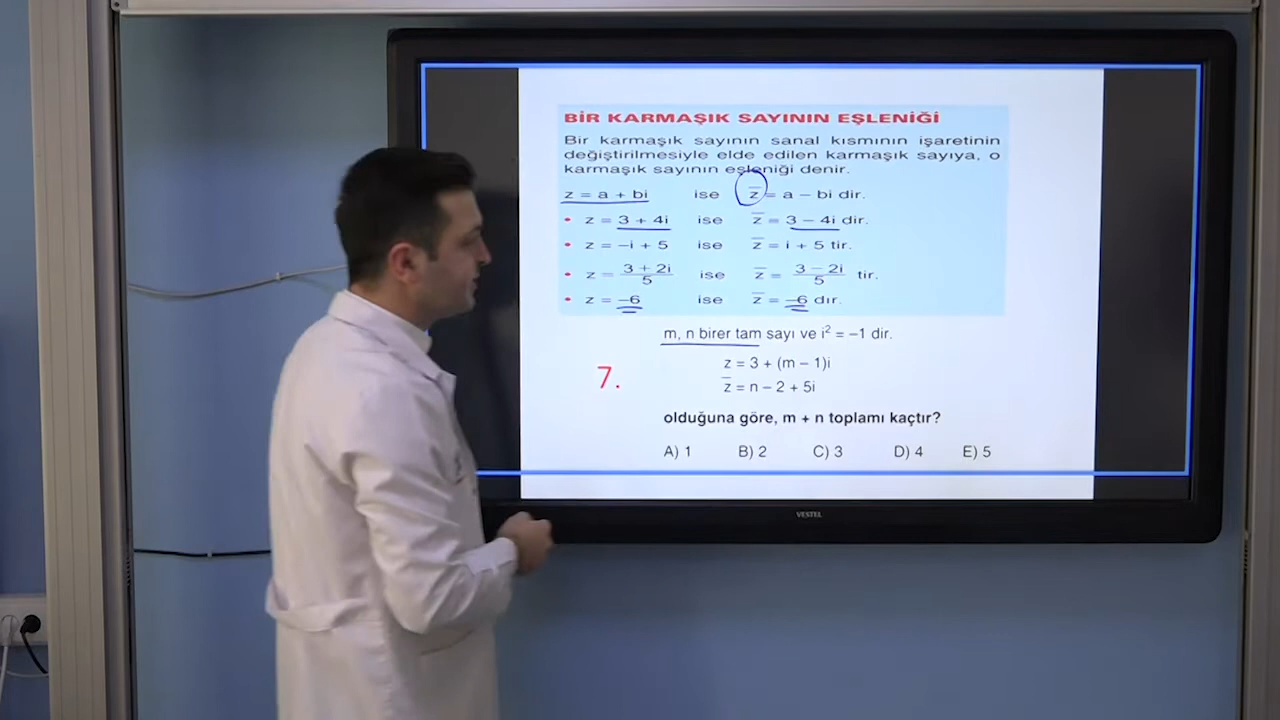 BİR KARMAŞIK SAYININ EŞLENİĞİ
Bir karmaşık sayının sanal kısmının işaretinin
değiştirilmesiyle elde edilen karmaşık sayıya, o
karmaşık sayının eşleniği denir.
z = a + bi ise z̅ = a – bi dir.
• z = 3 + 4i ise z̅ = 3 – 4i dir.
• z = –i + 5 ise z̅ = i + 5 tir.
• z = (3 + 2i)/5 ise z̅ = (3 – 2i)/5 tir.
• z = –6 ise z̅ = –6 dır.
m, n birer tam sayı ve i² = –1 dir.
z = 3 + (m – 1)i
7.
z̅ = n – 2 + 5i
olduğuna göre, m + n toplamı kaçtır?
A) 1 B) 2 C) 3 D) 4 E) 5
VESTEL